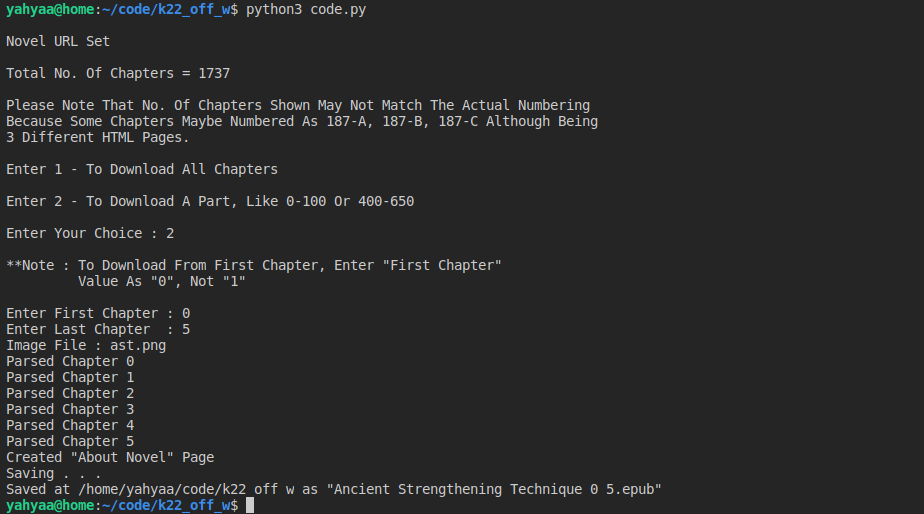 yahyaa@home:~/code/k22_off_w$ python3 code.py
Novel URL Set
Total No. Of Chapters = 1737
Please Note That No. Of Chapters Shown May Not Match The Actual Numbering
Because Some Chapters Maybe Numbered As 187-A, 187-B, 187-C Although Being
3 Different HTML Pages.
Enter 1 - To Download All Chapters
Enter 2 - To Download A Part, Like 0-100 Or 400-650
Enter Your Choice : 2
**Note : To Download From First Chapter, Enter "First Chapter"
Value As "0", Not "1"
Enter First Chapter : 0
Enter Last Chapter  : 5
Image File : ast.png
Parsed Chapter 0
Parsed Chapter 1
Parsed Chapter 2
Parsed Chapter 3
Parsed Chapter 4
Parsed Chapter 5
Created "About Novel" Page
Saving . . .
Saved at /home/yahyaa/code/k22_off_w as "Ancient Strengthening Technique_0_5.epub"
yahyaa@home:~/code/k22_off_w$